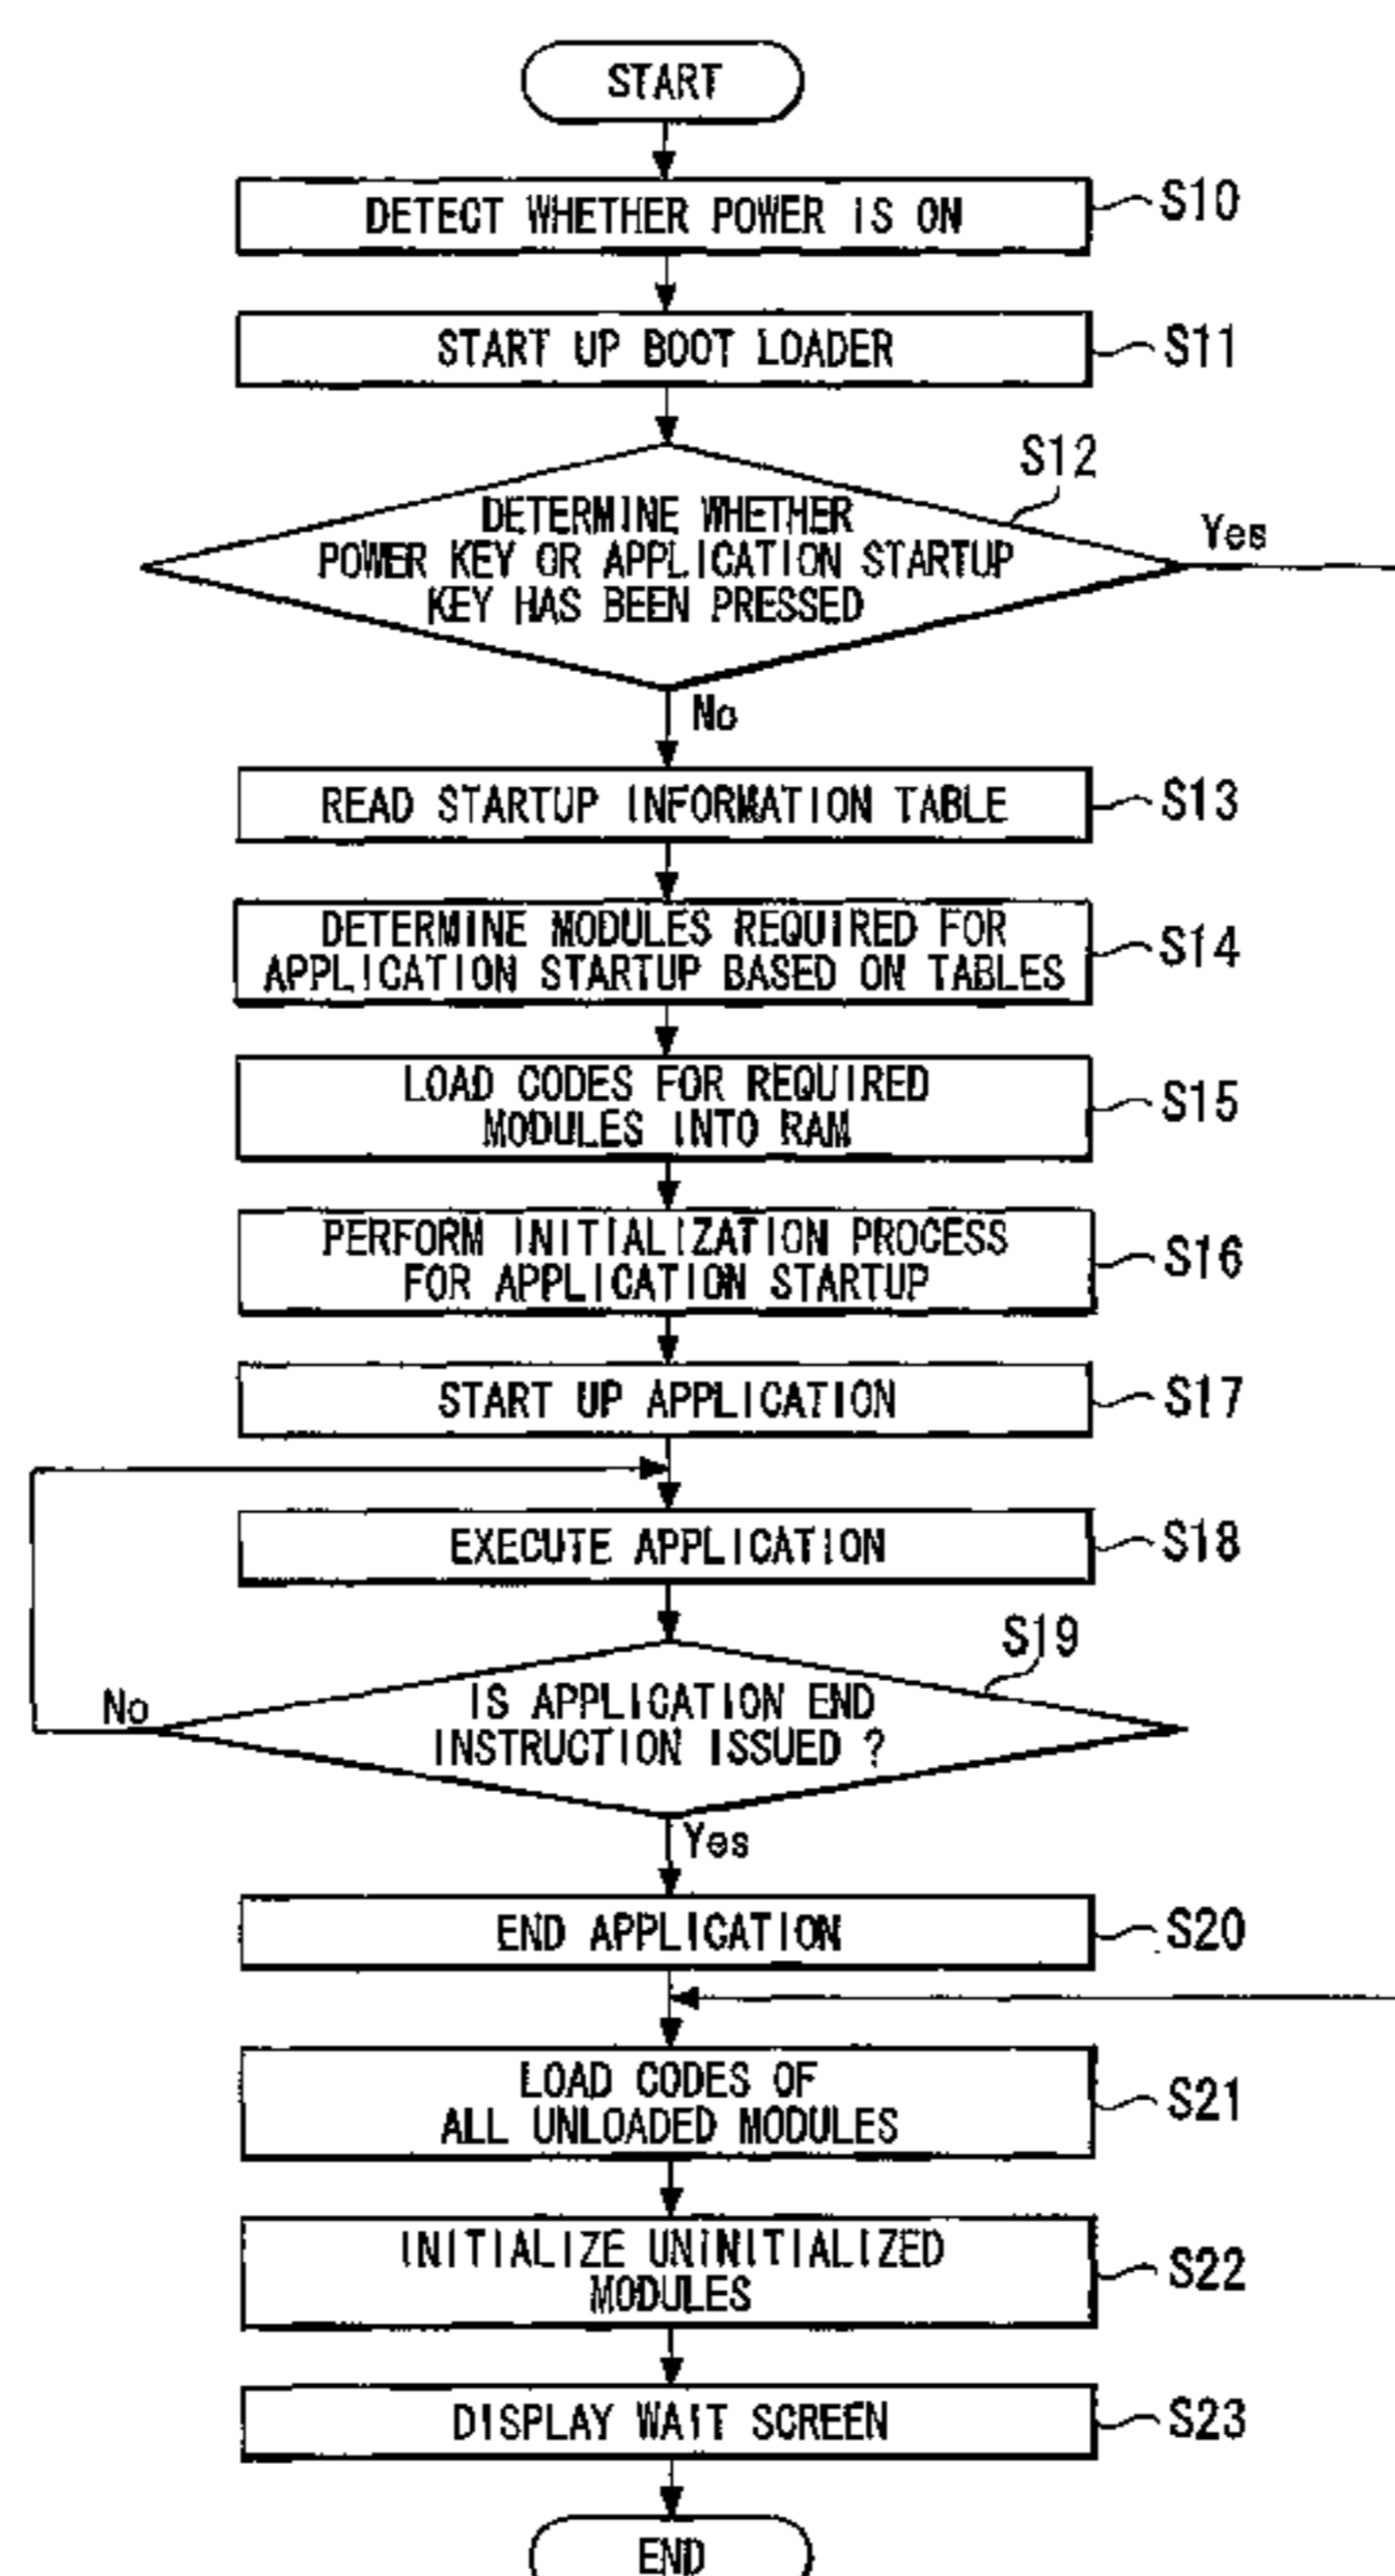 START
DETECT WHETHER POWER IS ON
S10
START UP BOOT LOADER
S11
S12
DETERMINE WHETHER
POWER KEY OR APPLICATION STARTUP
KEY HAS BEEN PRESSED
Yes
No
READ STARTUP INFORMATION TABLE
S13
DETERMINE MODULES REQUIRED FOR
APPLICATION STARTUP BASED ON TABLES
S14
LOAD CODES FOR REQUIRED
MODULES INTO RAM
S15
PERFORM INITIALIZATION PROCESS
FOR APPLICATION STARTUP
S16
START UP APPLICATION
S17
EXECUTE APPLICATION
S18
S19
IS APPLICATION END
INSTRUCTION ISSUED ?
No
Yes
END APPLICATION
S20
LOAD CODES OF
ALL UNLOADED MODULES
S21
INITIALIZE UNINITIALIZED
MODULES
S22
DISPLAY WAIT SCREEN
S23
END